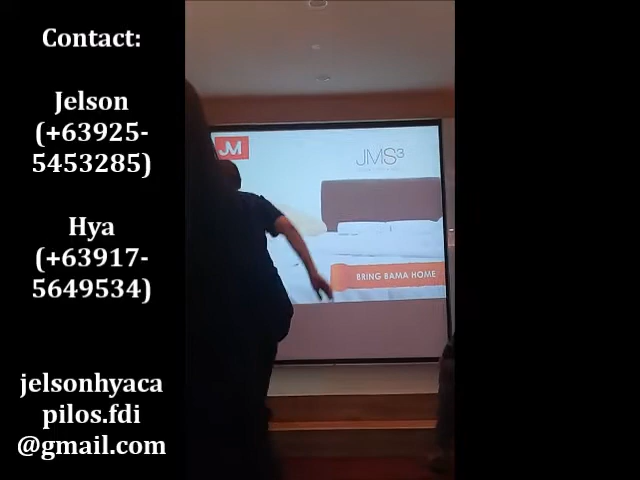 Contact:
Jelson
(+63925-
5453285)
Hya
(+63917-
5649534)
jelsonhyaca
pilos.fdi
@gmail.com
JM
JMS³
BRING BAMA HOME